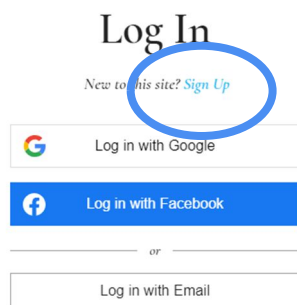 Log In
New to this site? Sign Up
Log in with Google
Log in with Facebook
or
Log in with Email